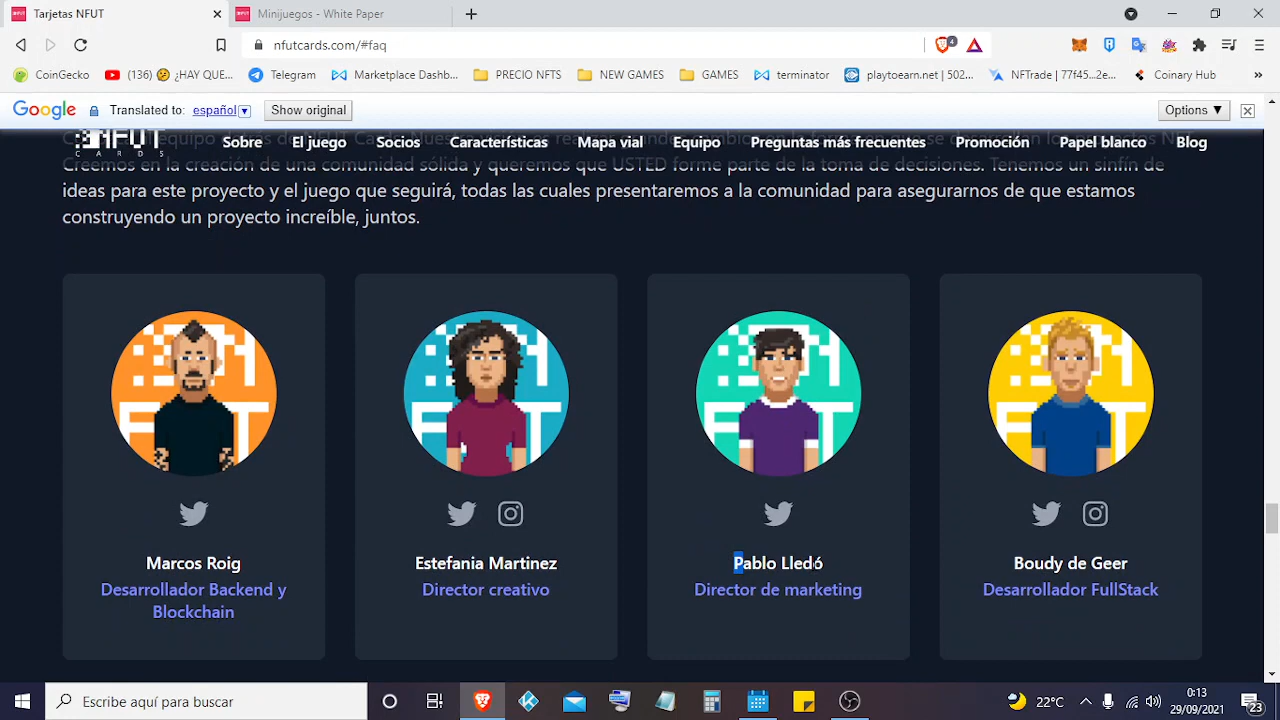 Tarjetas NFUT
Minijuegos - White Paper
nfutcards.com/#faq
4
CoinGecko
(136) 🤔 ¿HAY QUE...
Telegram
Marketplace Dashb...
PRECIO NFTS
NEW GAMES
GAMES
terminator
playtoearn.net | 502...
NFTrade | 77f45...2e...
Coinary Hub
»
Google
Translated to: español
Show original
Options ▼
NFUT
CARDS
Sobre
El juego
Socios
Características
Mapa vial
Equipo
Preguntas más frecuentes
Promoción
Papel blanco
Blog
Creemos en la creación de una comunidad sólida y queremos que USTED forme parte de la toma de decisiones. Tenemos un sinfín de
ideas para este proyecto y el juego que seguirá, todas las cuales presentaremos a la comunidad para asegurarnos de que estamos
construyendo un proyecto increíble, juntos.
Marcos Roig
Desarrollador Backend y
Blockchain
Estefania Martinez
Director creativo
Pablo Lledó
Director de marketing
Boudy de Geer
Desarrollador FullStack
Escribe aquí para buscar
22°C
0:13
29/09/2021
23